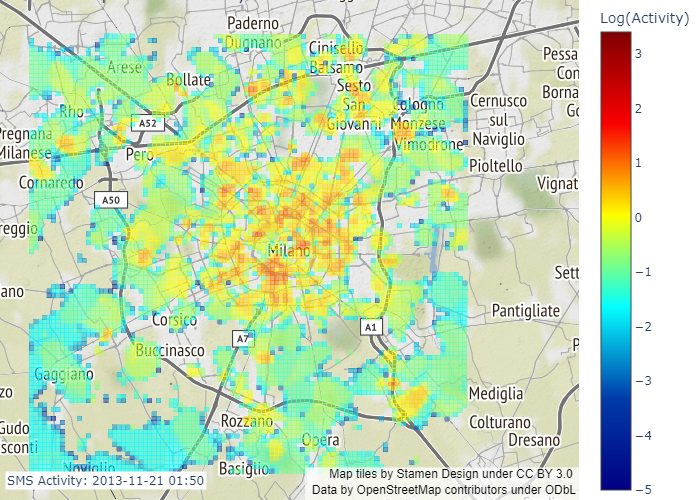 Log(Activity)
3
2
1
0
−1
−2
−3
−4
−5
Paderno
Dugnano
Cinisello
Balsamo
Arese
Bollate
Sesto
San
Giovanni
Cologno
Monzese
Cernusco
sul
Naviglio
Pessa
Con
Borna
Go
Rho
A52
Pregnana
Milanese
Pero
Vimodrone
Pioltello
Cornaredo
Vignat
A50
reggio
Milano
Sett
ano
Pantigliate
Corsico
A7
A1
P
Buccinasco
Gaggiano
zo
Mediglia
Rozzano
Colturano
Gudo
sconti
Opera
Dresano
Noviglio
Basiglio
SMS Activity: 2013-11-21 01:50
Map tiles by Stamen Design under CC BY 3.0
Data by OpenStreetMap contributors under ODbL